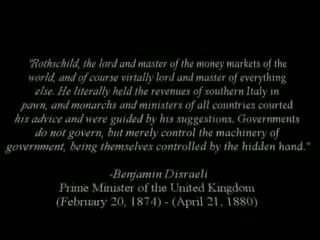 "Rothschild, the lord and master of the money markets of the
world, and of course virtally lord and master of everything
else. He literally held the revenues of southern Italy in
pawn, and monarchs and ministers of all countries courted
his advice and were guided by his suggestions. Governments
do not govern, but merely control the machinery of
government, being themselves controlled by the hidden hand."
-Benjamin Disraeli
Prime Minister of the United Kingdom
(February 20, 1874) - (April 21, 1880)